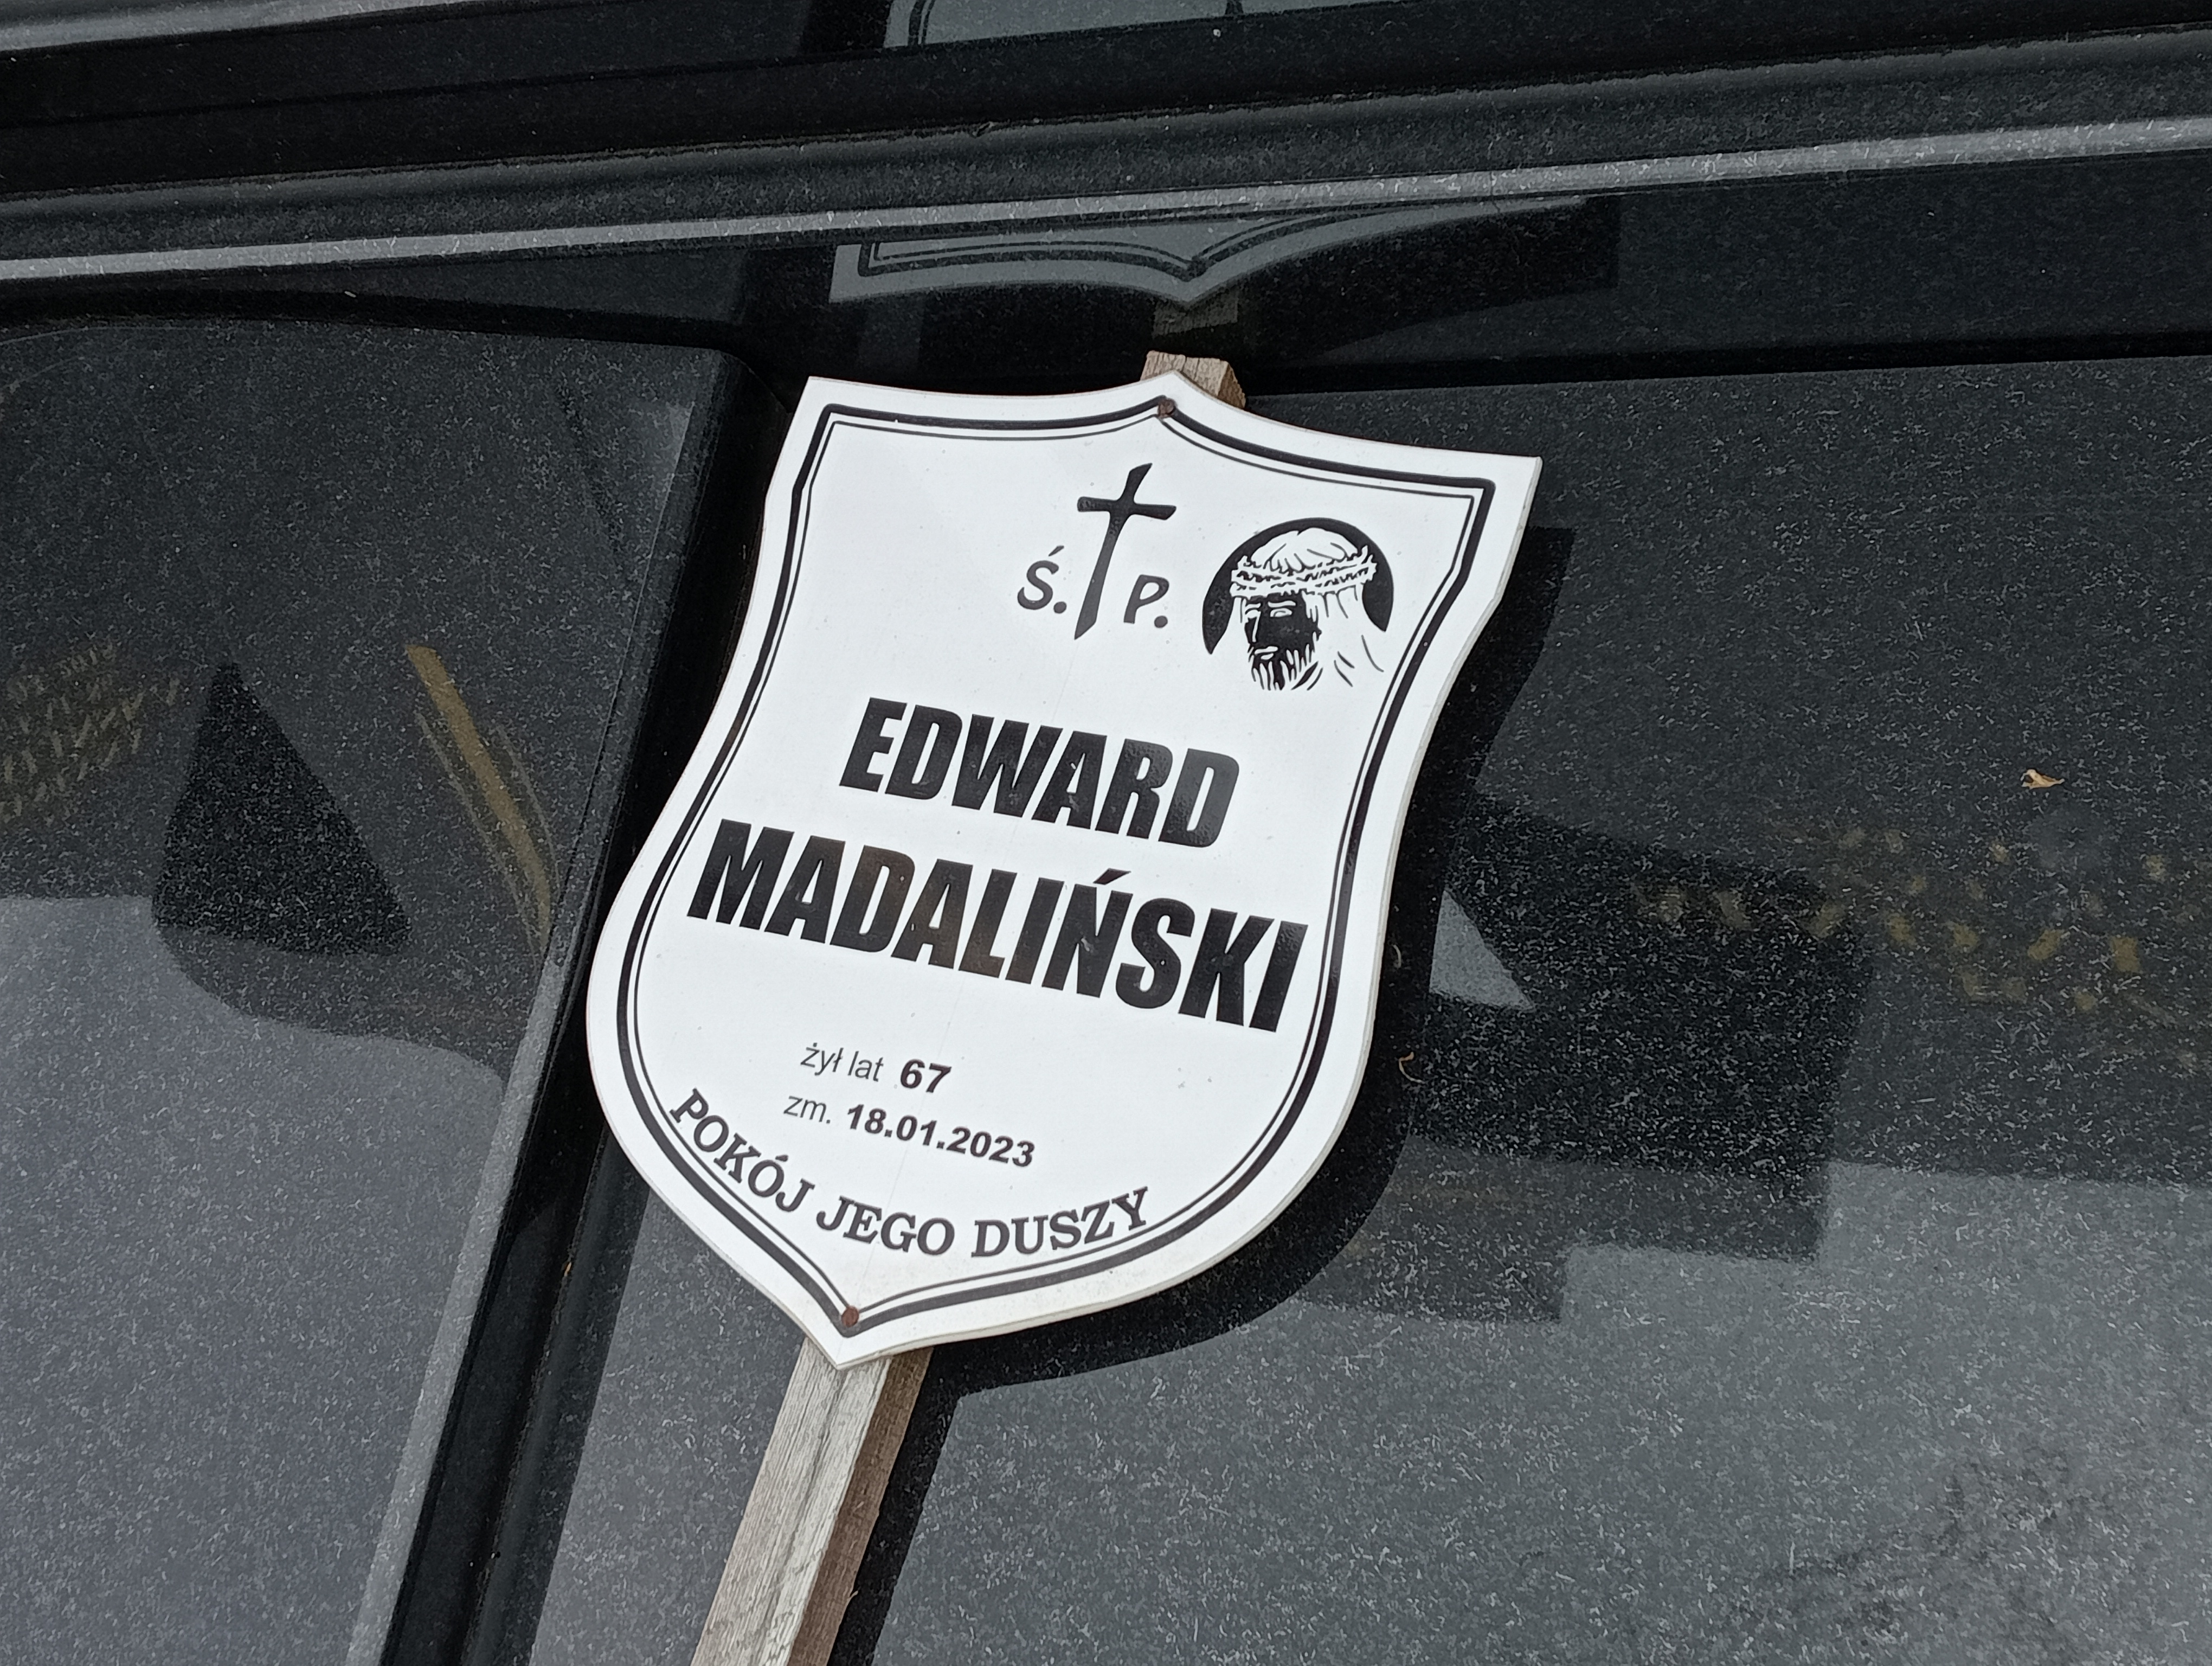 Ś. P.
EDWARD
MADALIŃSKI
żył lat 67
zm. 18.01.2023
POKÓJ JEGO DUSZY